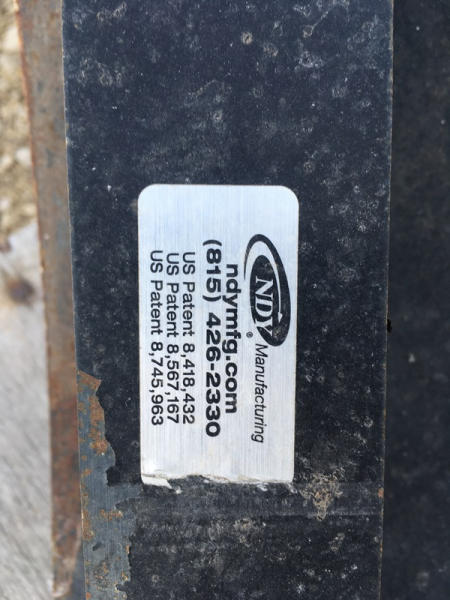 NDY® Manufacturing
ndymfg.com
(815) 426-2330
US Patent 8,418,432
US Patent 8,567,167
US Patent 8,745,963